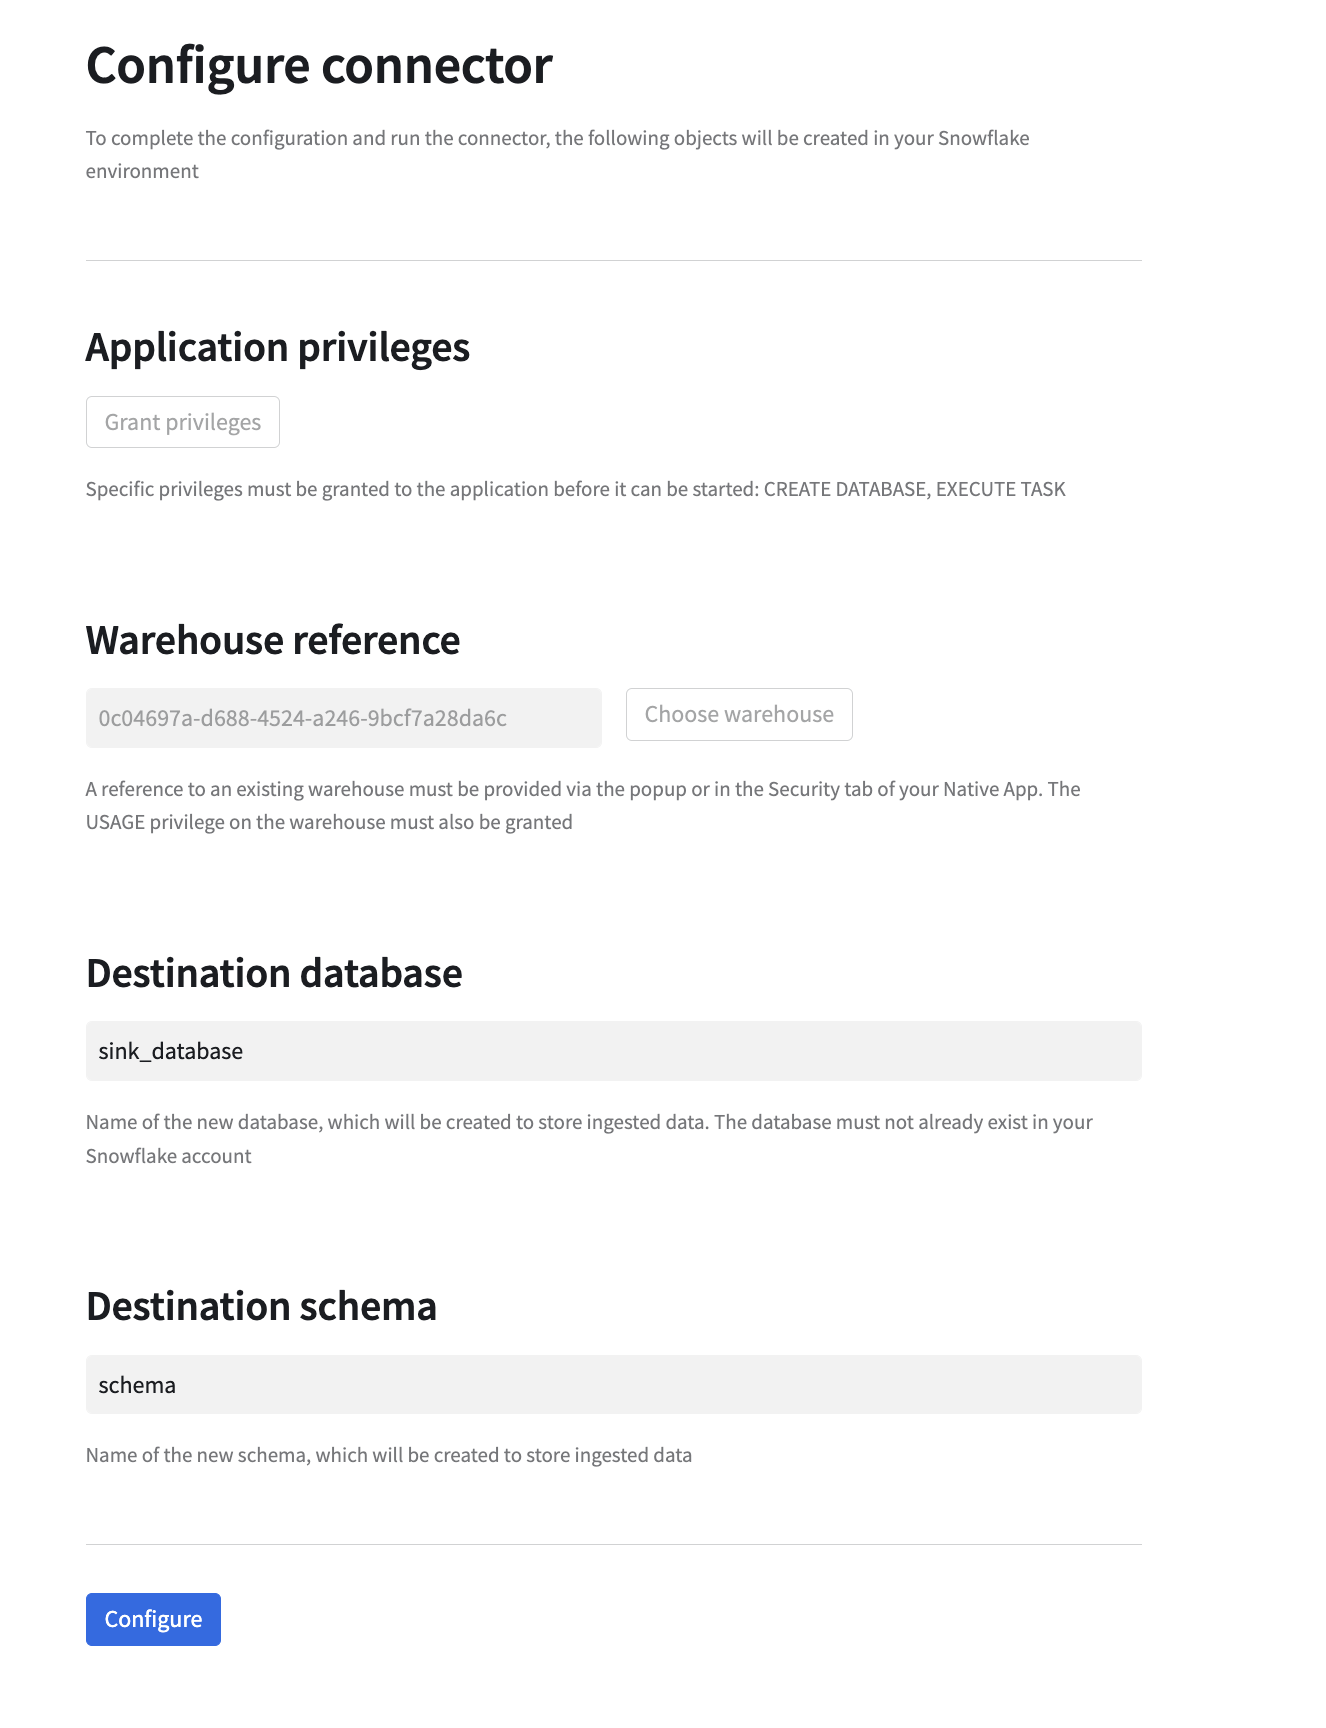 Configure connector
To complete the configuration and run the connector, the following objects will be created in your Snowflake
environment
Application privileges
Grant privileges
Specific privileges must be granted to the application before it can be started: CREATE DATABASE, EXECUTE TASK
Warehouse reference
0c04697a-d688-4524-a246-9bcf7a28da6c
Choose warehouse
A reference to an existing warehouse must be provided via the popup or in the Security tab of your Native App. The
USAGE privilege on the warehouse must also be granted
Destination database
sink_database
Name of the new database, which will be created to store ingested data. The database must not already exist in your
Snowflake account
Destination schema
schema
Name of the new schema, which will be created to store ingested data
Configure